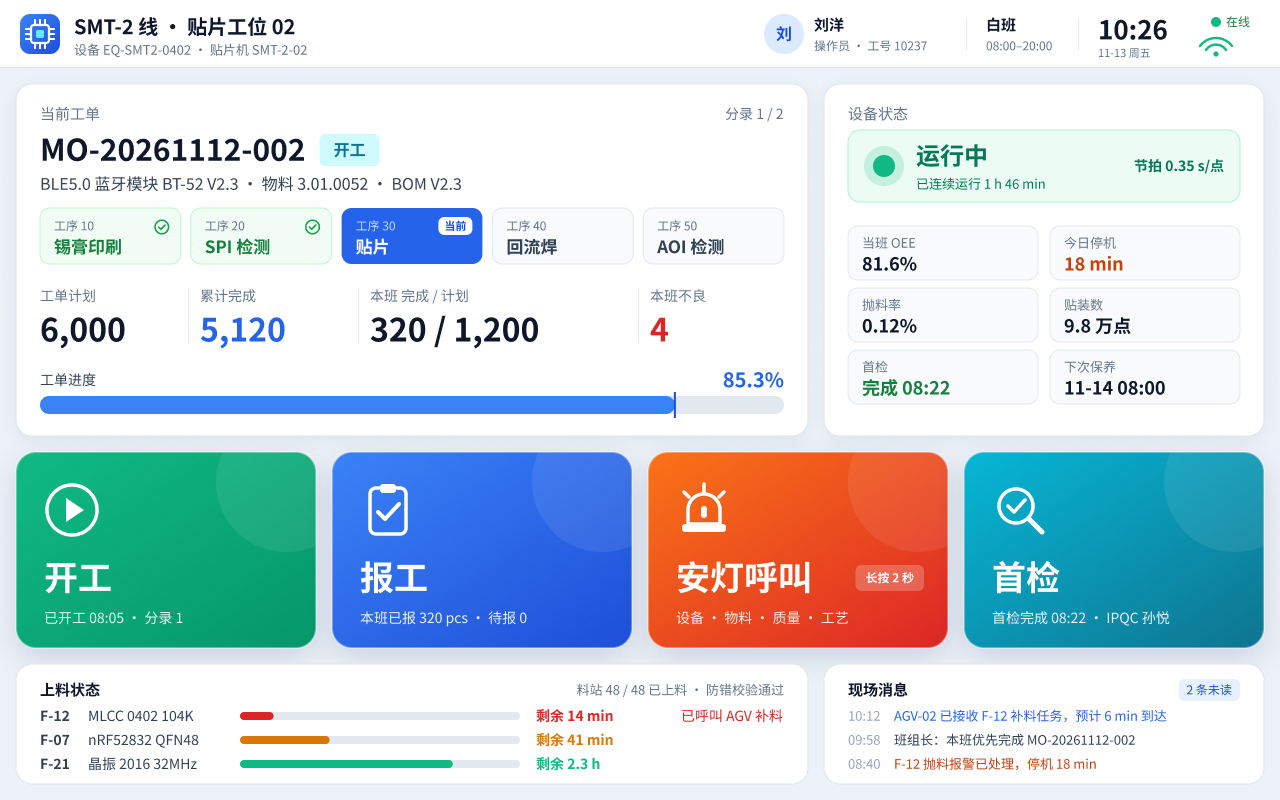 SMT-2 线 · 贴片工位 02
设备 EQ-SMT2-0402 · 贴片机 SMT-2-02
刘
刘洋
操作员 · 工号 10237
白班
08:00–20:00
10:26
11-13 周五
在线
当前工单
分录 1 / 2
MO-20261112-002
开工
BLE5.0 蓝牙模块 BT-52 V2.3 · 物料 3.01.0052 · BOM V2.3
工序 10
锡膏印刷
工序 20
SPI 检测
工序 30
当前
贴片
工序 40
回流焊
工序 50
AOI 检测
工单计划
6,000
累计完成
5,120
本班 完成 / 计划
320 / 1,200
本班不良
4
工单进度
85.3%
设备状态
运行中
已连续运行 1 h 46 min
节拍 0.35 s/点
当班 OEE
81.6%
今日停机
18 min
抛料率
0.12%
贴装数
9.8 万点
首检
完成 08:22
下次保养
11-14 08:00
开工
已开工 08:05 · 分录 1
报工
本班已报 320 pcs · 待报 0
安灯呼叫
长按 2 秒
设备 · 物料 · 质量 · 工艺
首检
首检完成 08:22 · IPQC 孙悦
上料状态
料站 48 / 48 已上料 · 防错校验通过
F-12 MLCC 0402 104K 剩余 14 min 已呼叫 AGV 补料
F-07 nRF52832 QFN48 剩余 41 min
F-21 晶振 2016 32MHz 剩余 2.3 h
现场消息
2 条未读
10:12 AGV-02 已接收 F-12 补料任务，预计 6 min 到达
09:58 班组长：本班优先完成 MO-20261112-002
08:40 F-12 抛料报警已处理，停机 18 min